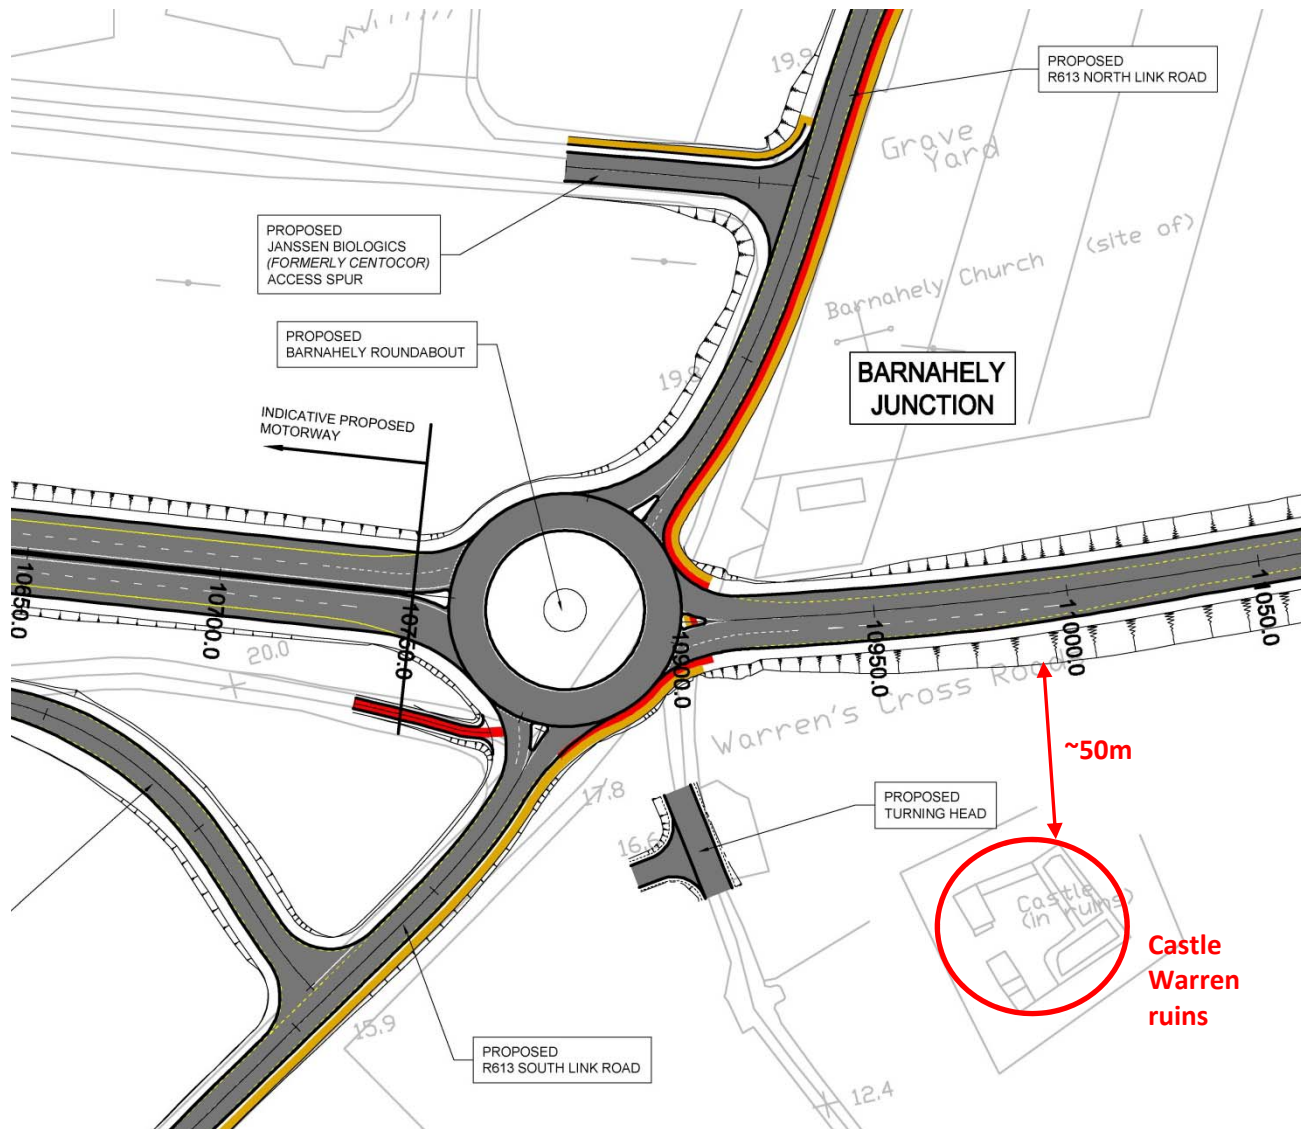 19.9
PROPOSED
R613 NORTH LINK ROAD
Grave
Yard
PROPOSED
JANSSEN BIOLOGICS
(FORMERLY CENTOCOR)
ACCESS SPUR
Barnahely Church (site of)
PROPOSED
BARNAHELY ROUNDABOUT
19.9
BARNAHELY
JUNCTION
INDICATIVE PROPOSED
MOTORWAY
10650.0
10700.0
10750.0
10900.0
10950.0
11000.0
11050.0
20.0
Warren's Cross Road
~50m
17.8
PROPOSED
TURNING HEAD
16.6
Castle
(in ruins)
Castle
Warren
ruins
15.9
PROPOSED
R613 SOUTH LINK ROAD
12.4